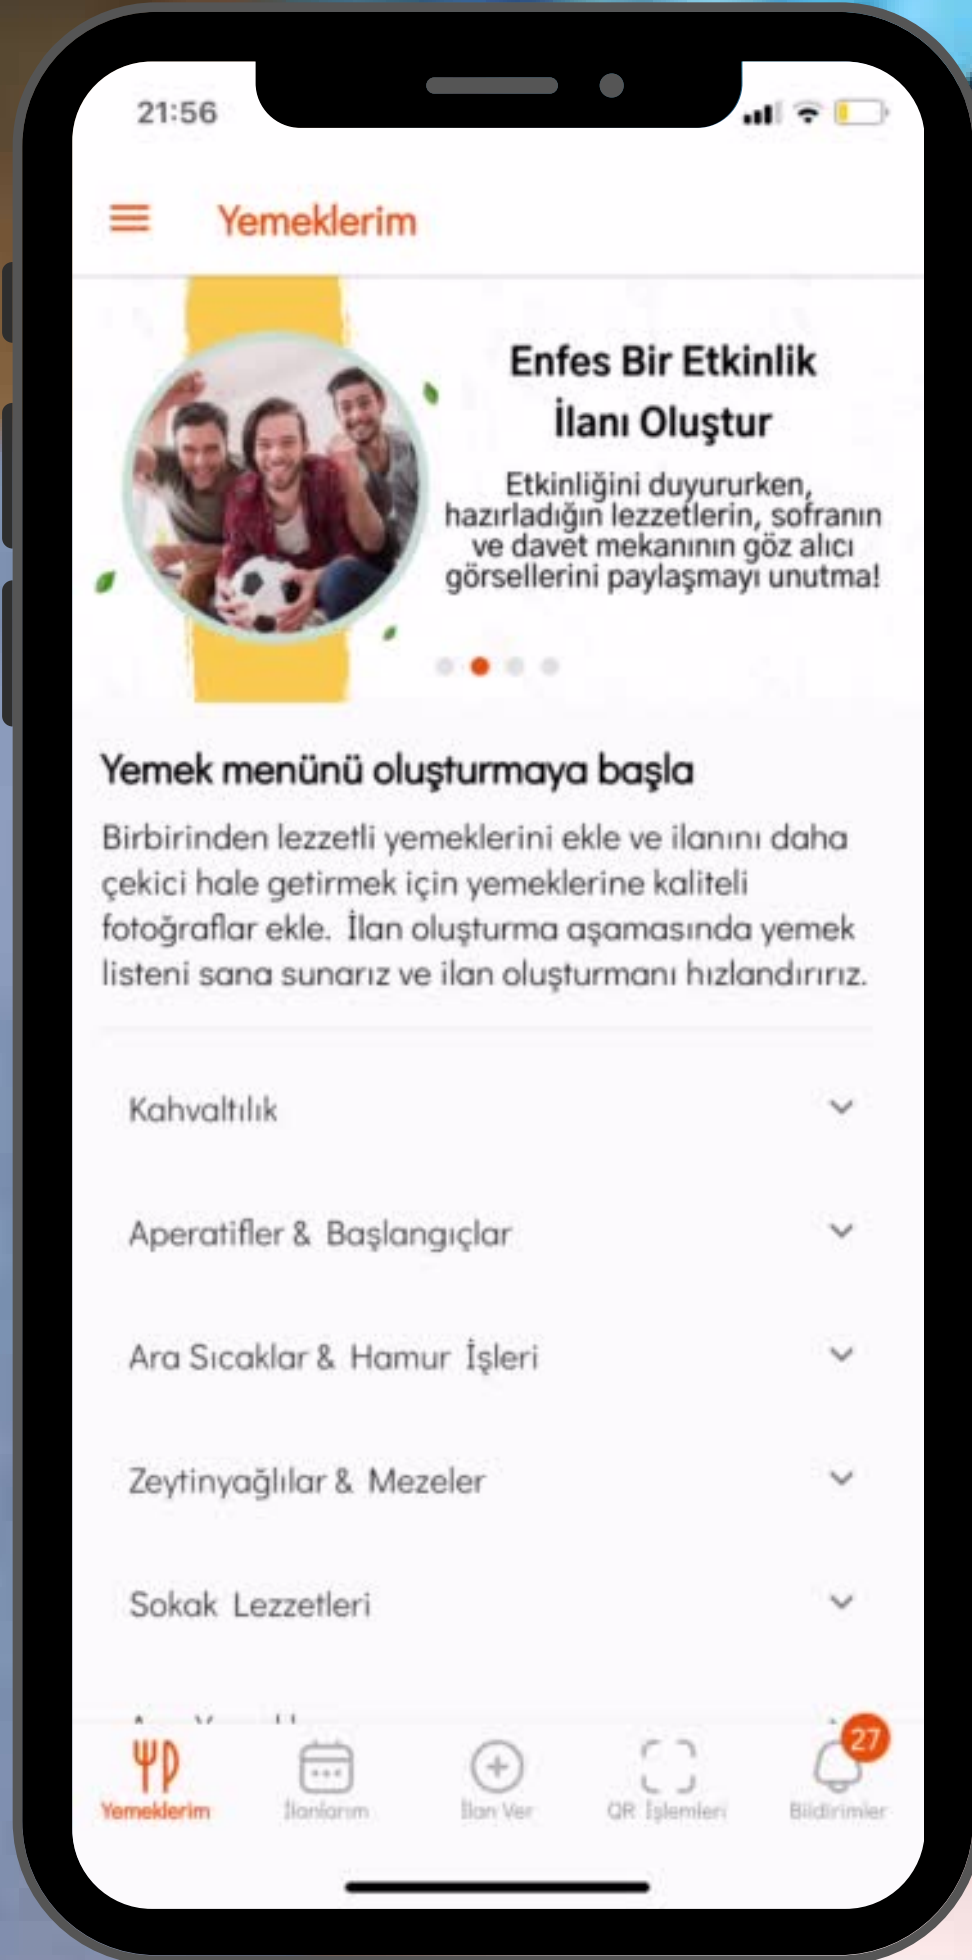 21:56
Yemeklerim
Enfes Bir Etkinlik
İlanı Oluştur
Etkinliğini duyururken,
hazırladığın lezzetlerin, sofranın
ve davet mekanının göz alıcı
görsellerini paylaşmayı unutma!
Yemek menünü oluşturmaya başla
Birbirinden lezzetli yemeklerini ekle ve ilanını daha
çekici hale getirmek için yemeklerine kaliteli
fotoğraflar ekle. İlan oluşturma aşamasında yemek
listeni sana sunarız ve ilan oluşturmanı hızlandırırız.
Kahvaltılık
Aperatifler & Başlangıçlar
Ara Sıcaklar & Hamur İşleri
Zeytinyağlılar & Mezeler
Sokak Lezzetleri
27
Yemeklerim İlanlarım İlan Ver QR İşlemleri Bildirimler